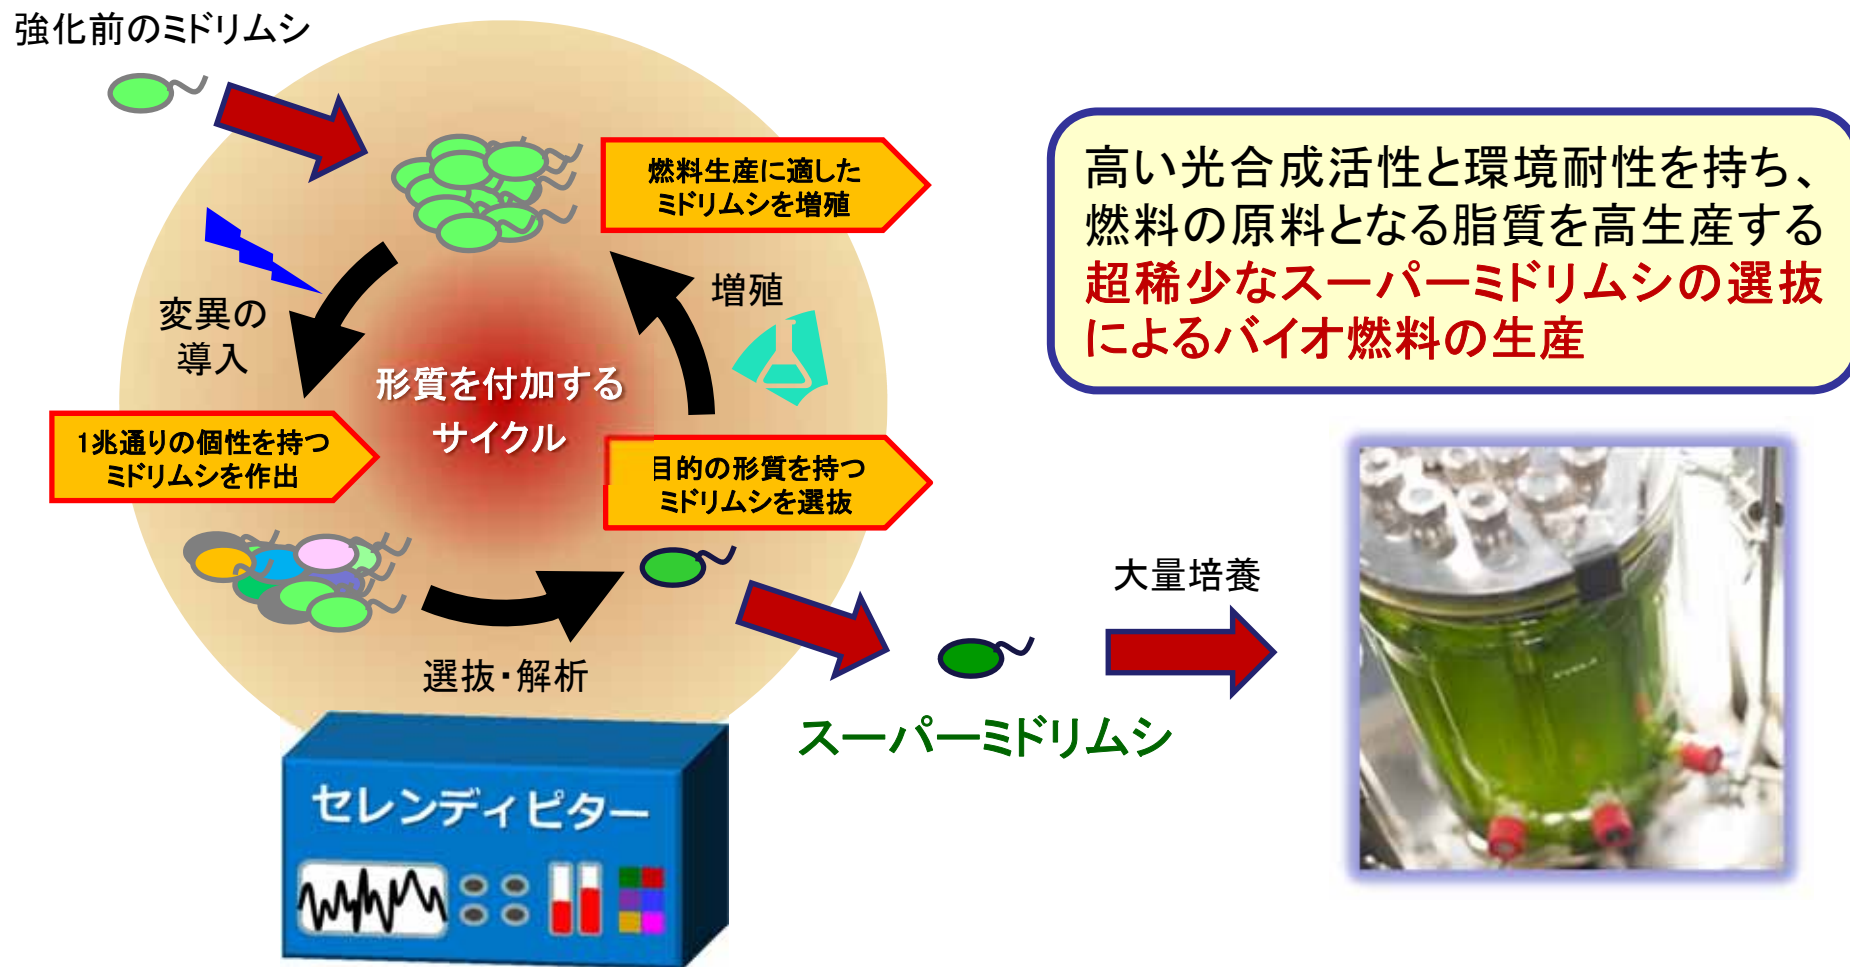 強化前のミドリムシ
燃料生産に適した
ミドリムシを増殖
高い光合成活性と環境耐性を持ち、
燃料の原料となる脂質を高生産する
超稀少なスーパーミドリムシの選抜
によるバイオ燃料の生産
増殖
変異の
導入
形質を付加する
サイクル
1兆通りの個性を持つ
ミドリムシを作出
目的の形質を持つ
ミドリムシを選抜
大量培養
選抜・解析
スーパーミドリムシ
セレンディピター